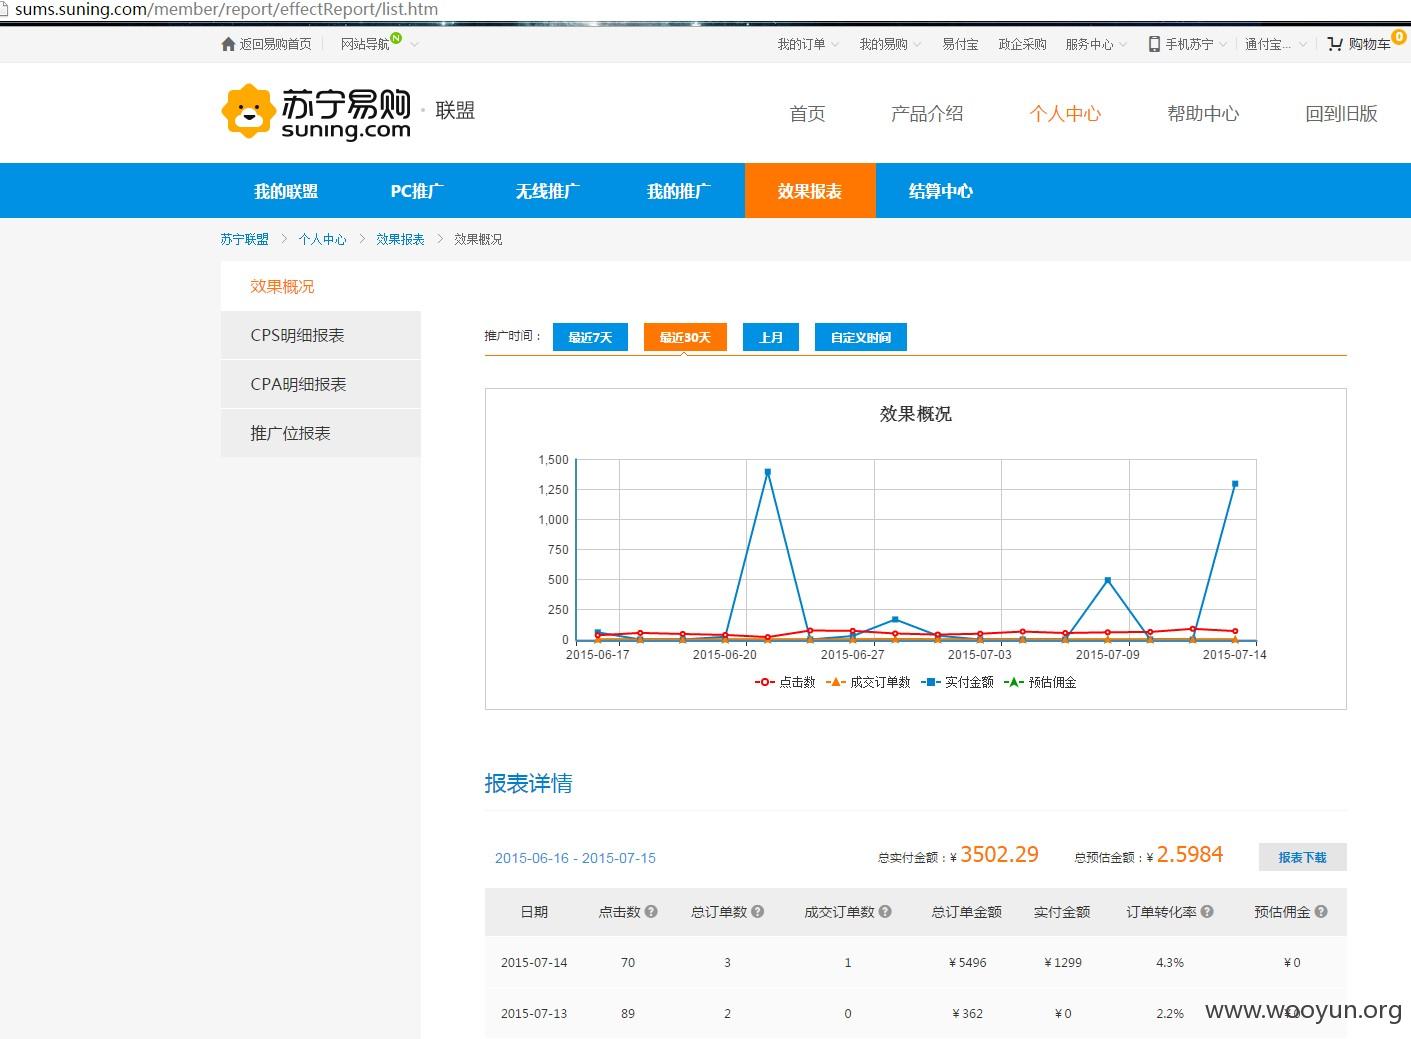 sums.suning.com/member/report/effectReport/list.htm
返回易购首页 网站导航 N 我的订单 我的易购 易付宝 政企采购 服务中心 手机苏宁 通付宝... 购物车 0
苏宁易购 suning.com · 联盟 首页 产品介绍 个人中心 帮助中心 回到旧版
我的联盟 PC推广 无线推广 我的推广 效果报表 结算中心
苏宁联盟 > 个人中心 > 效果报表 > 效果概况
效果概况
CPS明细报表
CPA明细报表
推广位报表
推广时间： 最近7天 最近30天 上月 自定义时间
效果概况
1,500
1,250
1,000
750
500
250
0
2015-06-17 2015-06-20 2015-06-27 2015-07-03 2015-07-09 2015-07-14
点击数 成交订单数 实付金额 预估佣金
报表详情
2015-06-16 - 2015-07-15 总实付金额：¥ 3502.29 总预估金额：¥ 2.5984 报表下载
日期 点击数 ? 总订单数 ? 成交订单数 ? 总订单金额 实付金额 订单转化率 ? 预估佣金 ?
2015-07-14 70 3 1 ¥5496 ¥1299 4.3% ¥0
2015-07-13 89 2 0 ¥362 ¥0 2.2% ¥0
www.wooyun.org